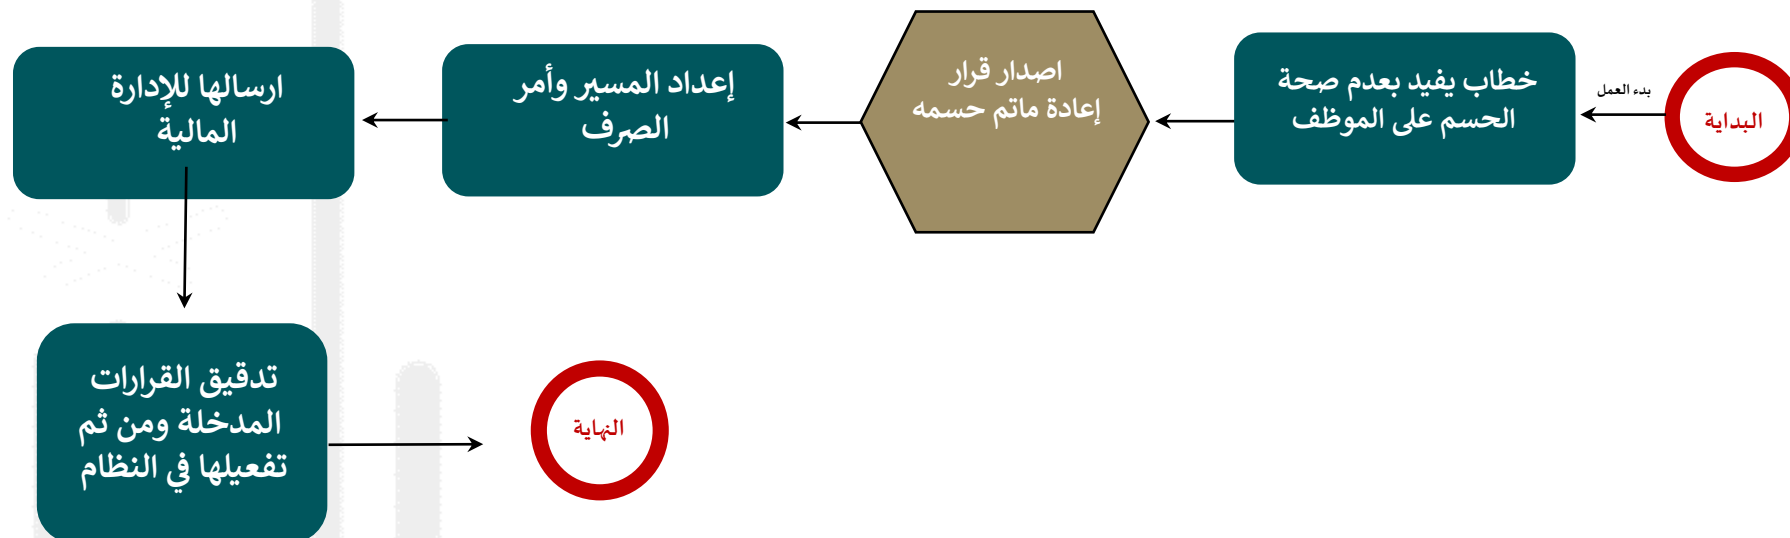 البداية
بدء العمل
خطاب يفيد بعدم صحة
الحسم على الموظف
اصدار قرار
إعادة ماتم حسمه
إعداد المسير وأمر
الصرف
ارسالها للإدارة
المالية
تدقيق القرارات
المدخلة ومن ثم
تفعيلها في النظام
النهاية